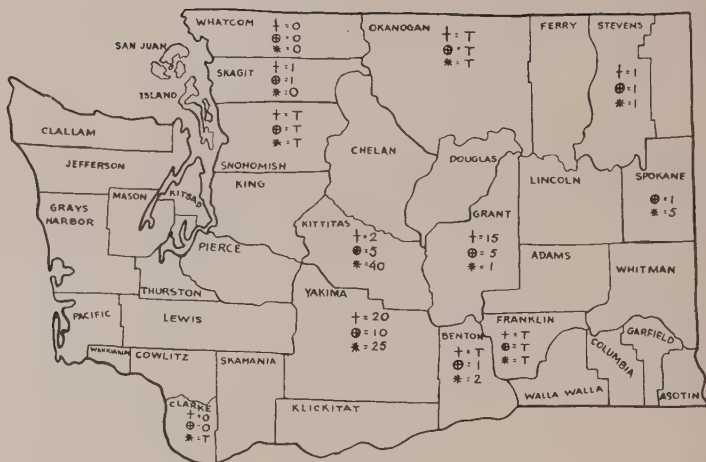 WHATCOM
† = 0
⊕ = 0
* = 0
OKANOGAN
† = T
⊕ = T
* = T
FERRY
STEVENS
† = 1
⊕ = 1
* = 1
SAN JUAN
SKAGIT
† = 1
⊕ = 1
* = 0
ISLAND
† = T
⊕ = T
* = T
SNOHOMISH
CLALLAM
CHELAN
DOUGLAS
JEFFERSON
KING
LINCOLN
SPOKANE
⊕ = 1
* = 5
MASON
KITSAP
GRAYS
HARBOR
KITTITAS
† = 2
⊕ = 5
* = 40
GRANT
† = 15
⊕ = 5
* = 1
PIERCE
ADAMS
WHITMAN
THURSTON
YAKIMA
† = 20
⊕ = 10
* = 25
PACIFIC
LEWIS
FRANKLIN
† = T
⊕ = T
* = T
BENTON
† = T
⊕ = 1
* = 2
GARFIELD
COLUMBIA
WAHKIAKUM
COWLITZ
SKAMANIA
WALLA WALLA
ASOTIN
CLARKE
† = 0
⊕ = 0
* = T
KLICKITAT